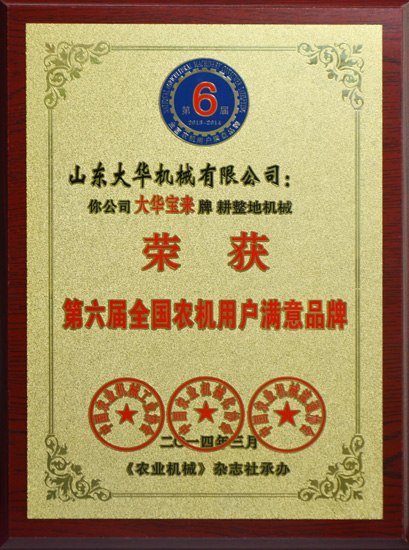 第6届
2013-2014
山东大华机械有限公司：
你公司大华宝来牌耕整地机械
荣 获
第六届全国农机用户满意品牌
二〇一四年三月
《农业机械》杂志社承办